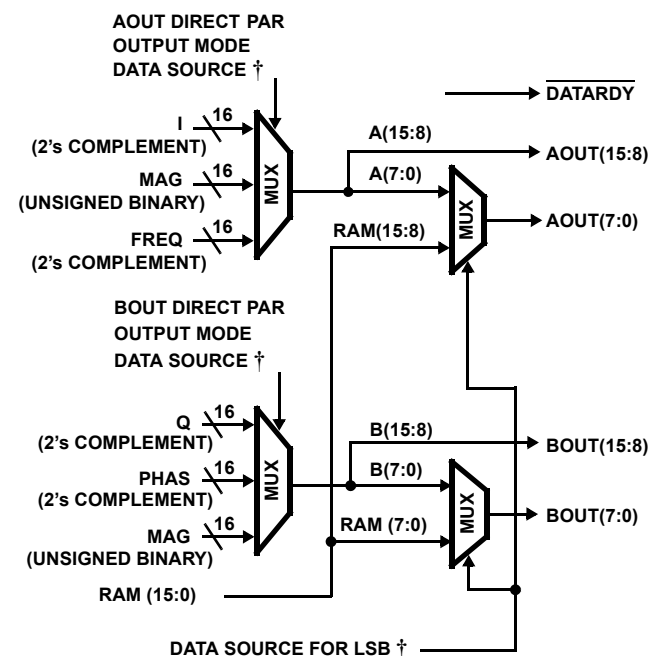 AOUT DIRECT PAR
OUTPUT MODE
DATA SOURCE †
DATARDY
I
16
(2's COMPLEMENT)
MAG
16
(UNSIGNED BINARY)
FREQ
16
(2's COMPLEMENT)
MUX
A(15:8)
AOUT(15:8)
A(7:0)
RAM(15:8)
MUX
AOUT(7:0)
BOUT DIRECT PAR
OUTPUT MODE
DATA SOURCE †
Q
16
(2's COMPLEMENT)
PHAS
16
(2's COMPLEMENT)
MAG
16
(UNSIGNED BINARY)
MUX
B(15:8)
BOUT(15:8)
B(7:0)
RAM (7:0)
MUX
BOUT(7:0)
RAM (15:0)
DATA SOURCE FOR LSB †